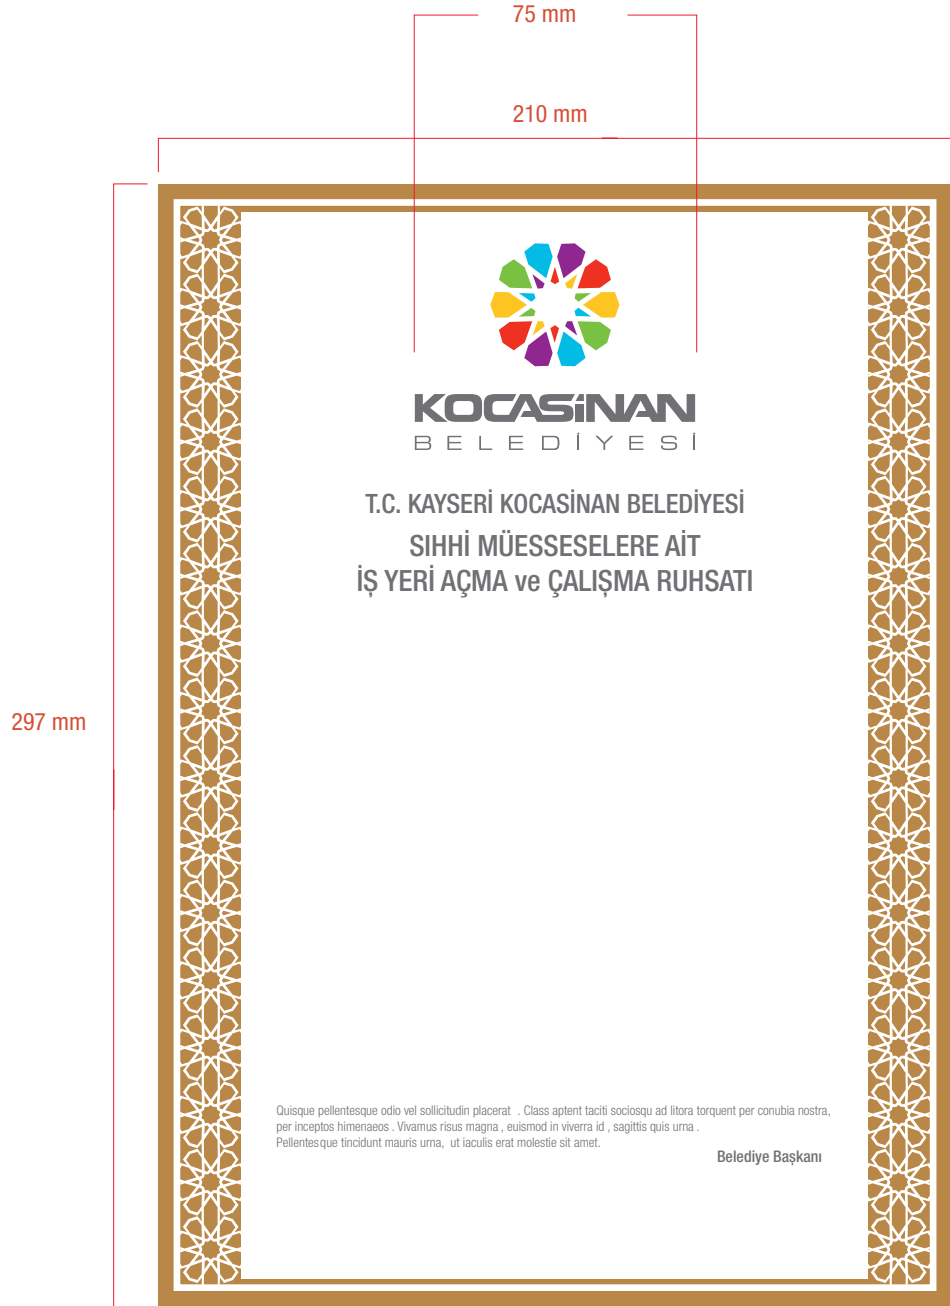 75 mm
210 mm
297 mm
KOCASiNAN
BELEDİYESİ
T.C. KAYSERİ KOCASİNAN BELEDİYESİ
SIHHİ MÜESSESELERE AİT
İŞ YERİ AÇMA ve ÇALIŞMA RUHSATI
Quisque pellentesque odio vel sollicitudin placerat . Class aptent taciti sociosqu ad litora torquent per conubia nostra,
per inceptos himenaeos . Vivamus risus magna , euismod in viverra id , sagittis quis urna .
Pellentesque tincidunt mauris urna, ut iaculis erat molestie sit amet.
Belediye Başkanı